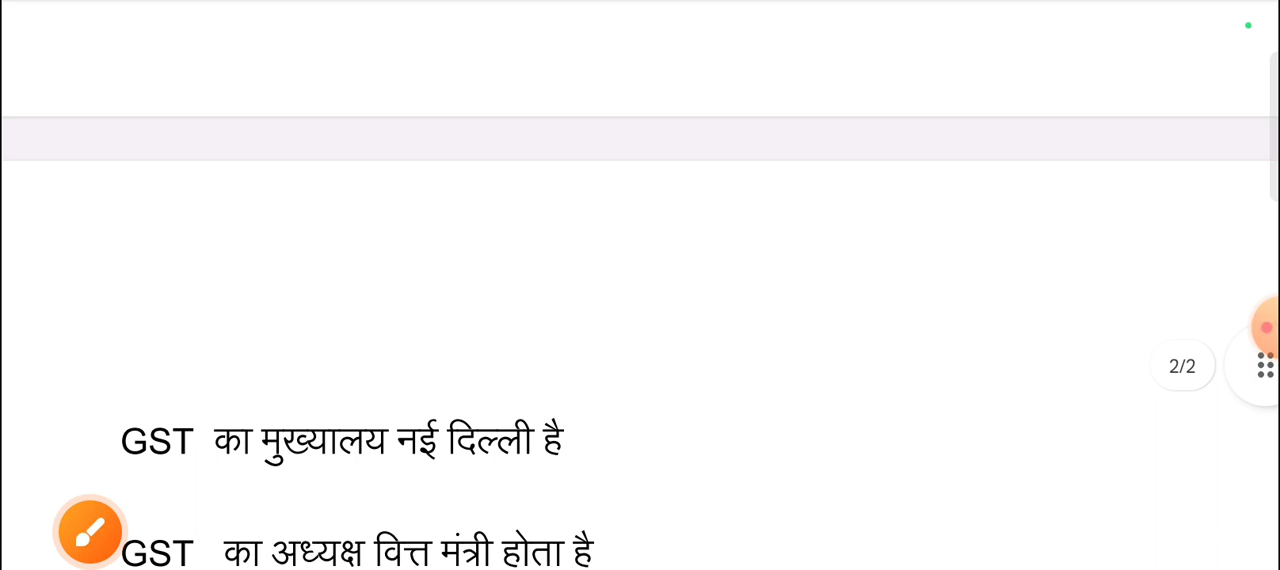 2/2
GST का मुख्यालय नई दिल्ली है
GST का अध्यक्ष वित्त मंत्री होता है